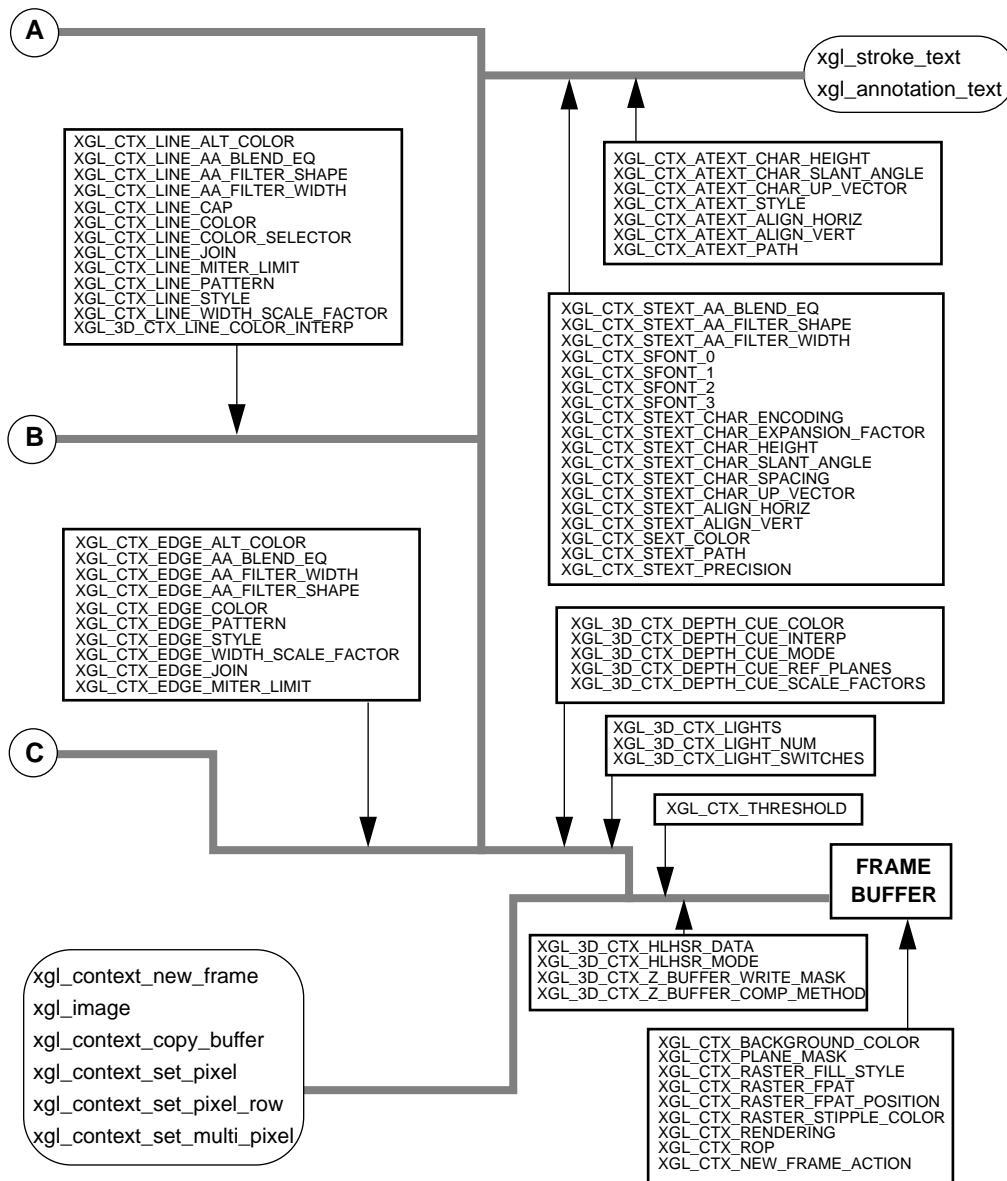 A
xgl_stroke_text
xgl_annotation_text
XGL_CTX_LINE_ALT_COLOR
XGL_CTX_LINE_AA_BLEND_EQ
XGL_CTX_LINE_AA_FILTER_SHAPE
XGL_CTX_LINE_AA_FILTER_WIDTH
XGL_CTX_LINE_CAP
XGL_CTX_LINE_COLOR
XGL_CTX_LINE_COLOR_SELECTOR
XGL_CTX_LINE_JOIN
XGL_CTX_LINE_MITER_LIMIT
XGL_CTX_LINE_PATTERN
XGL_CTX_LINE_STYLE
XGL_CTX_LINE_WIDTH_SCALE_FACTOR
XGL_3D_CTX_LINE_COLOR_INTERP
XGL_CTX_ATEXT_CHAR_HEIGHT
XGL_CTX_ATEXT_CHAR_SLANT_ANGLE
XGL_CTX_ATEXT_CHAR_UP_VECTOR
XGL_CTX_ATEXT_STYLE
XGL_CTX_ATEXT_ALIGN_HORIZ
XGL_CTX_ATEXT_ALIGN_VERT
XGL_CTX_ATEXT_PATH
XGL_CTX_STEXT_AA_BLEND_EQ
XGL_CTX_STEXT_AA_FILTER_SHAPE
XGL_CTX_STEXT_AA_FILTER_WIDTH
XGL_CTX_SFONT_0
XGL_CTX_SFONT_1
XGL_CTX_SFONT_2
XGL_CTX_SFONT_3
XGL_CTX_STEXT_CHAR_ENCODING
XGL_CTX_STEXT_CHAR_EXPANSION_FACTOR
XGL_CTX_STEXT_CHAR_HEIGHT
XGL_CTX_STEXT_CHAR_SLANT_ANGLE
XGL_CTX_STEXT_CHAR_SPACING
XGL_CTX_STEXT_CHAR_UP_VECTOR
XGL_CTX_STEXT_ALIGN_HORIZ
XGL_CTX_STEXT_ALIGN_VERT
XGL_CTX_SEXT_COLOR
XGL_CTX_STEXT_PATH
XGL_CTX_STEXT_PRECISION
B
XGL_CTX_EDGE_ALT_COLOR
XGL_CTX_EDGE_AA_BLEND_EQ
XGL_CTX_EDGE_AA_FILTER_WIDTH
XGL_CTX_EDGE_AA_FILTER_SHAPE
XGL_CTX_EDGE_COLOR
XGL_CTX_EDGE_PATTERN
XGL_CTX_EDGE_STYLE
XGL_CTX_EDGE_WIDTH_SCALE_FACTOR
XGL_CTX_EDGE_JOIN
XGL_CTX_EDGE_MITER_LIMIT
XGL_3D_CTX_DEPTH_CUE_COLOR
XGL_3D_CTX_DEPTH_CUE_INTERP
XGL_3D_CTX_DEPTH_CUE_MODE
XGL_3D_CTX_DEPTH_CUE_REF_PLANES
XGL_3D_CTX_DEPTH_CUE_SCALE_FACTORS
C
XGL_3D_CTX_LIGHTS
XGL_3D_CTX_LIGHT_NUM
XGL_3D_CTX_LIGHT_SWITCHES
XGL_CTX_THRESHOLD
FRAME
BUFFER
XGL_3D_CTX_HLHSR_DATA
XGL_3D_CTX_HLHSR_MODE
XGL_3D_CTX_Z_BUFFER_WRITE_MASK
XGL_3D_CTX_Z_BUFFER_COMP_METHOD
xgl_context_new_frame
xgl_image
xgl_context_copy_buffer
xgl_context_set_pixel
xgl_context_set_pixel_row
xgl_context_set_multi_pixel
XGL_CTX_BACKGROUND_COLOR
XGL_CTX_PLANE_MASK
XGL_CTX_RASTER_FILL_STYLE
XGL_CTX_RASTER_FPAT
XGL_CTX_RASTER_FPAT_POSITION
XGL_CTX_RASTER_STIPPLE_COLOR
XGL_CTX_RENDERING
XGL_CTX_ROP
XGL_CTX_NEW_FRAME_ACTION